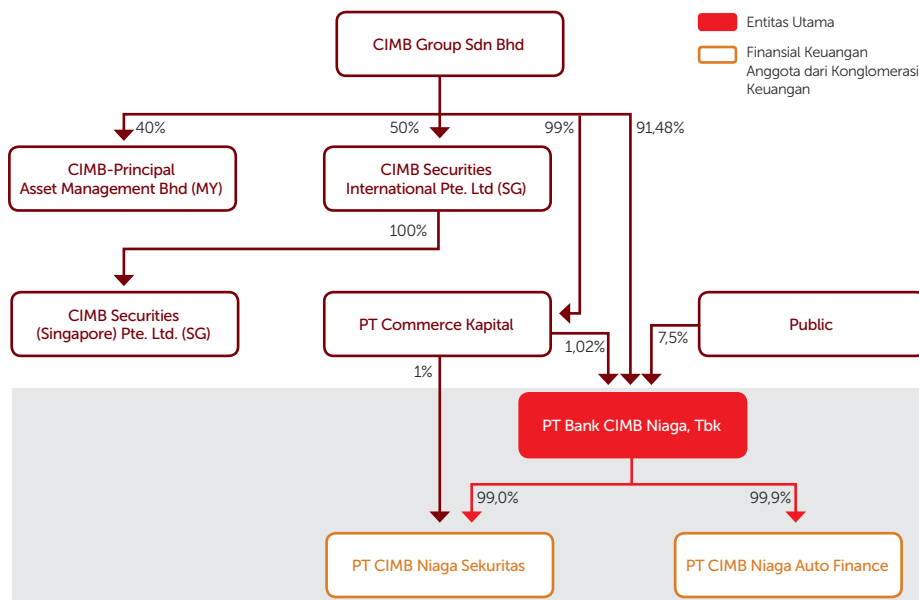 CIMB Group Sdn Bhd
Entitas Utama
Finansial Keuangan
Anggota dari Konglomerasi
Keuangan
40%
50%
99%
91,48%
CIMB-Principal
Asset Management Bhd (MY)
CIMB Securities
International Pte. Ltd (SG)
100%
CIMB Securities
(Singapore) Pte. Ltd. (SG)
PT Commerce Kapital
Public
1%
1,02%
7,5%
PT Bank CIMB Niaga, Tbk
99,0%
99,9%
PT CIMB Niaga Sekuritas
PT CIMB Niaga Auto Finance